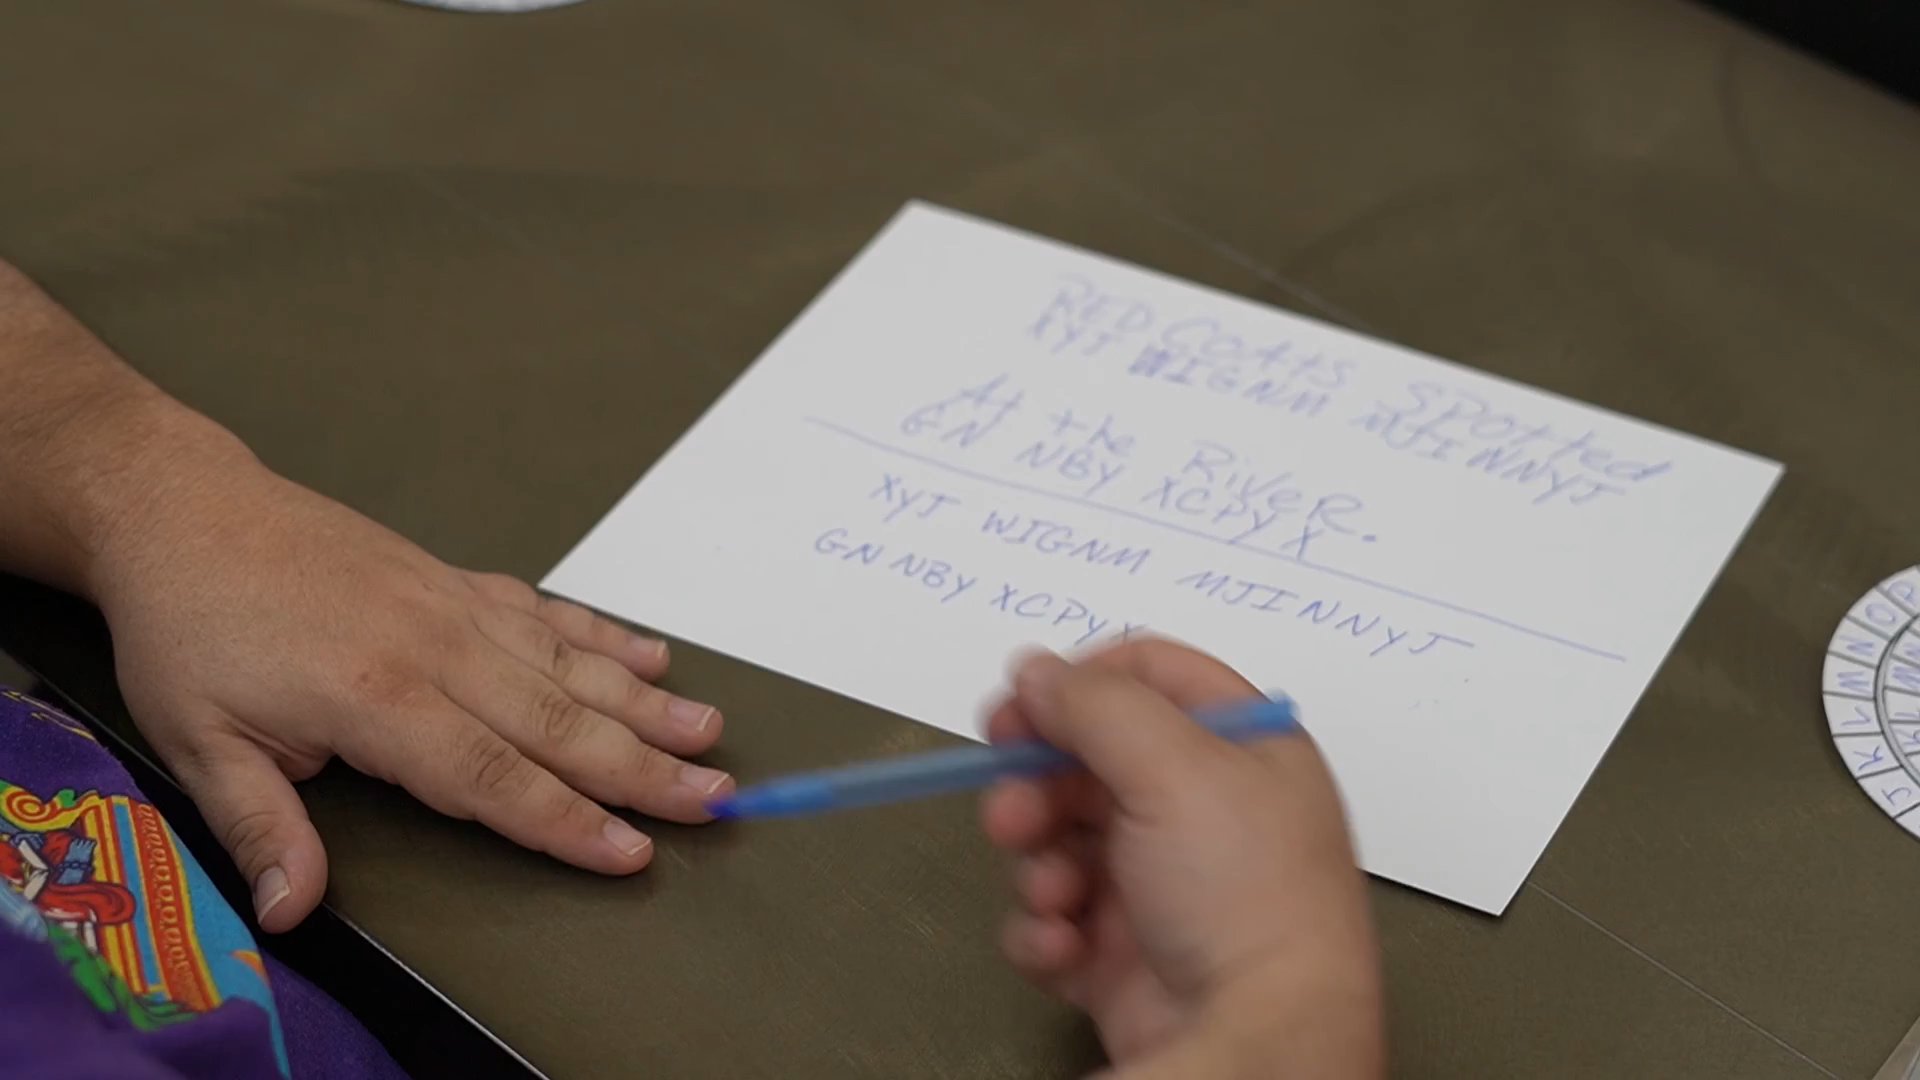 RED Coats Spotted
XYJ WIGNM MJINNYJ
At the RiveR.
GN NBY XCPYX
XYJ WIGNM MJINNYJ
GN NBY XCPYX
J K L M N O P